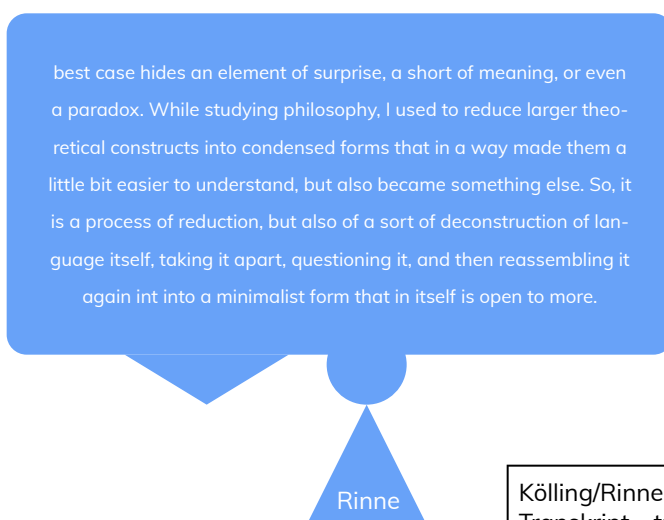 best case hides an element of surprise, a short of meaning, or even
a paradox. While studying philosophy, I used to reduce larger theo-
retical constructs into condensed forms that in a way made them a
little bit easier to understand, but also became something else. So, it
is a process of reduction, but also of a sort of deconstruction of lan-
guage itself, taking it apart, questioning it, and then reassembling it
again int into a minimalist form that in itself is open to more.
Rinne
Kölling/Rinne
Transkript